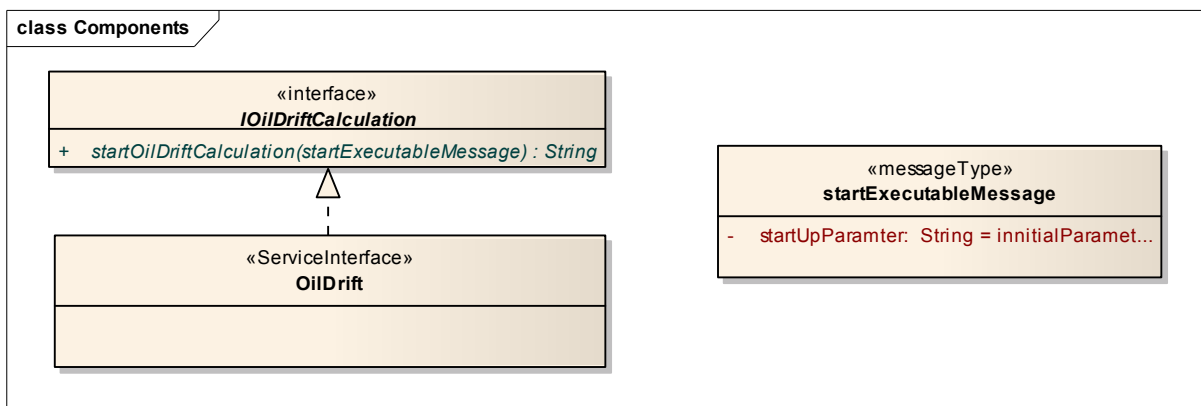 class Components
«interface»
IOilDriftCalculation
+ startOilDriftCalculation(startExecutableMessage) : String
«ServiceInterface»
OilDrift
«messageType»
startExecutableMessage
- startUpParamter: String = innitialParamet...